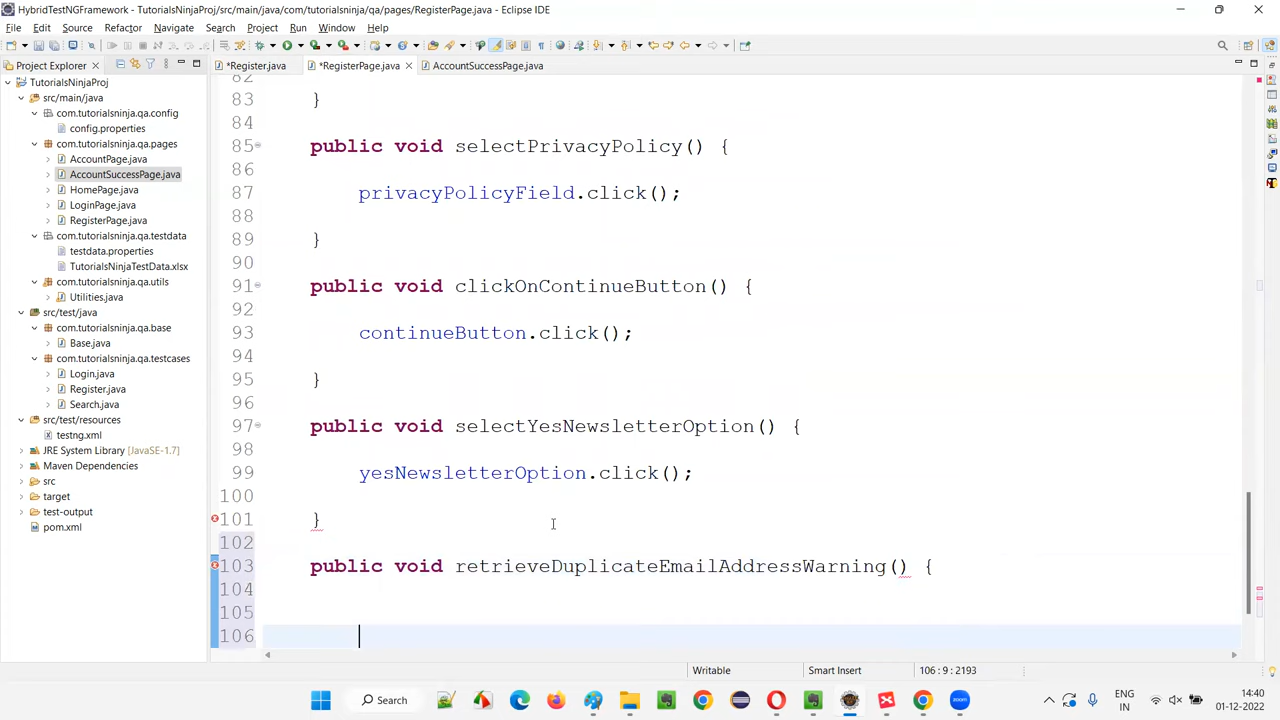 HybridTestNGFramework - TutorialsNinjaProj/src/main/java/com/tutorialsninja/qa/pages/RegisterPage.java - Eclipse IDE
File Edit Source Refactor Navigate Search Project Run Window Help
Project Explorer
*Register.java
*RegisterPage.java
AccountSuccessPage.java
TutorialsNinjaProj
src/main/java
com.tutorialsninja.qa.config
config.properties
com.tutorialsninja.qa.pages
AccountPage.java
AccountSuccessPage.java
HomePage.java
LoginPage.java
RegisterPage.java
com.tutorialsninja.qa.testdata
testdata.properties
TutorialsNinjaTestData.xlsx
com.tutorialsninja.qa.utils
Utilities.java
src/test/java
com.tutorialsninja.qa.base
Base.java
com.tutorialsninja.qa.testcases
Login.java
Register.java
Search.java
src/test/resources
testng.xml
JRE System Library [JavaSE-1.7]
Maven Dependencies
src
target
test-output
pom.xml
82
83 }
84
85 public void selectPrivacyPolicy() {
86
87 privacyPolicyField.click();
88
89 }
90
91 public void clickOnContinueButton() {
92
93 continueButton.click();
94
95 }
96
97 public void selectYesNewsletterOption() {
98
99 yesNewsletterOption.click();
100
101 }
102
103 public void retrieveDuplicateEmailAddressWarning() {
104
105
106
Writable Smart Insert 106 : 9 : 2193
Search
ENG
IN
14:40
01-12-2022